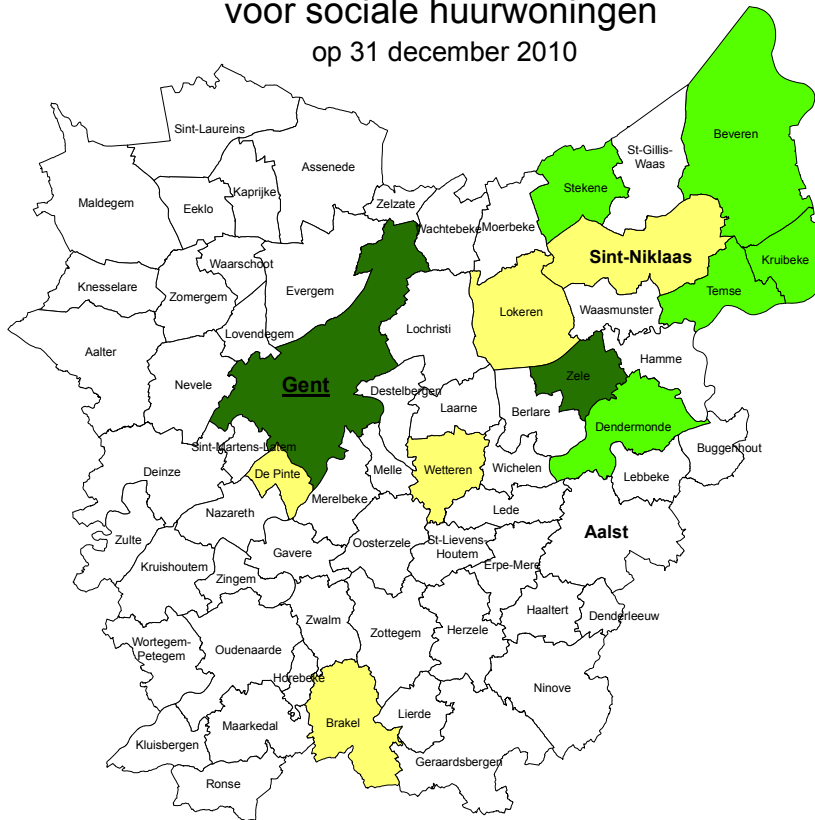 voor sociale huurwoningen
op 31 december 2010
Sint-Laureins
Beveren
St-Gillis-
Waas
Assenede
Stekene
Kaprijke
Maldegem
Eeklo
Zelzate
Wachtebeke
Moerbeke
Sint-Niklaas
Kruibeke
Waarschoot
Knesselare
Zomergem
Evergem
Temse
Lokeren
Waasmunster
Lochristi
Lovendegem
Aalter
Hamme
Nevele
Gent
Zele
Destelbergen
Laarne
Berlare
Dendermonde
Sint-Martens-Latem
Buggenhout
Deinze
De Pinte
Melle
Wetteren
Wichelen
Lebbeke
Merelbeke
Nazareth
Lede
Aalst
Zulte
Gavere
Oosterzele
St-Lievens-
Houtem
Erpe-Mere
Kruishoutem
Zingem
Haaltert
Denderleeuw
Zwalm
Zottegem
Herzele
Wortegem-
Petegem
Oudenaarde
Horebeke
Ninove
Maarkedal
Brakel
Lierde
Kluisbergen
Geraardsbergen
Ronse